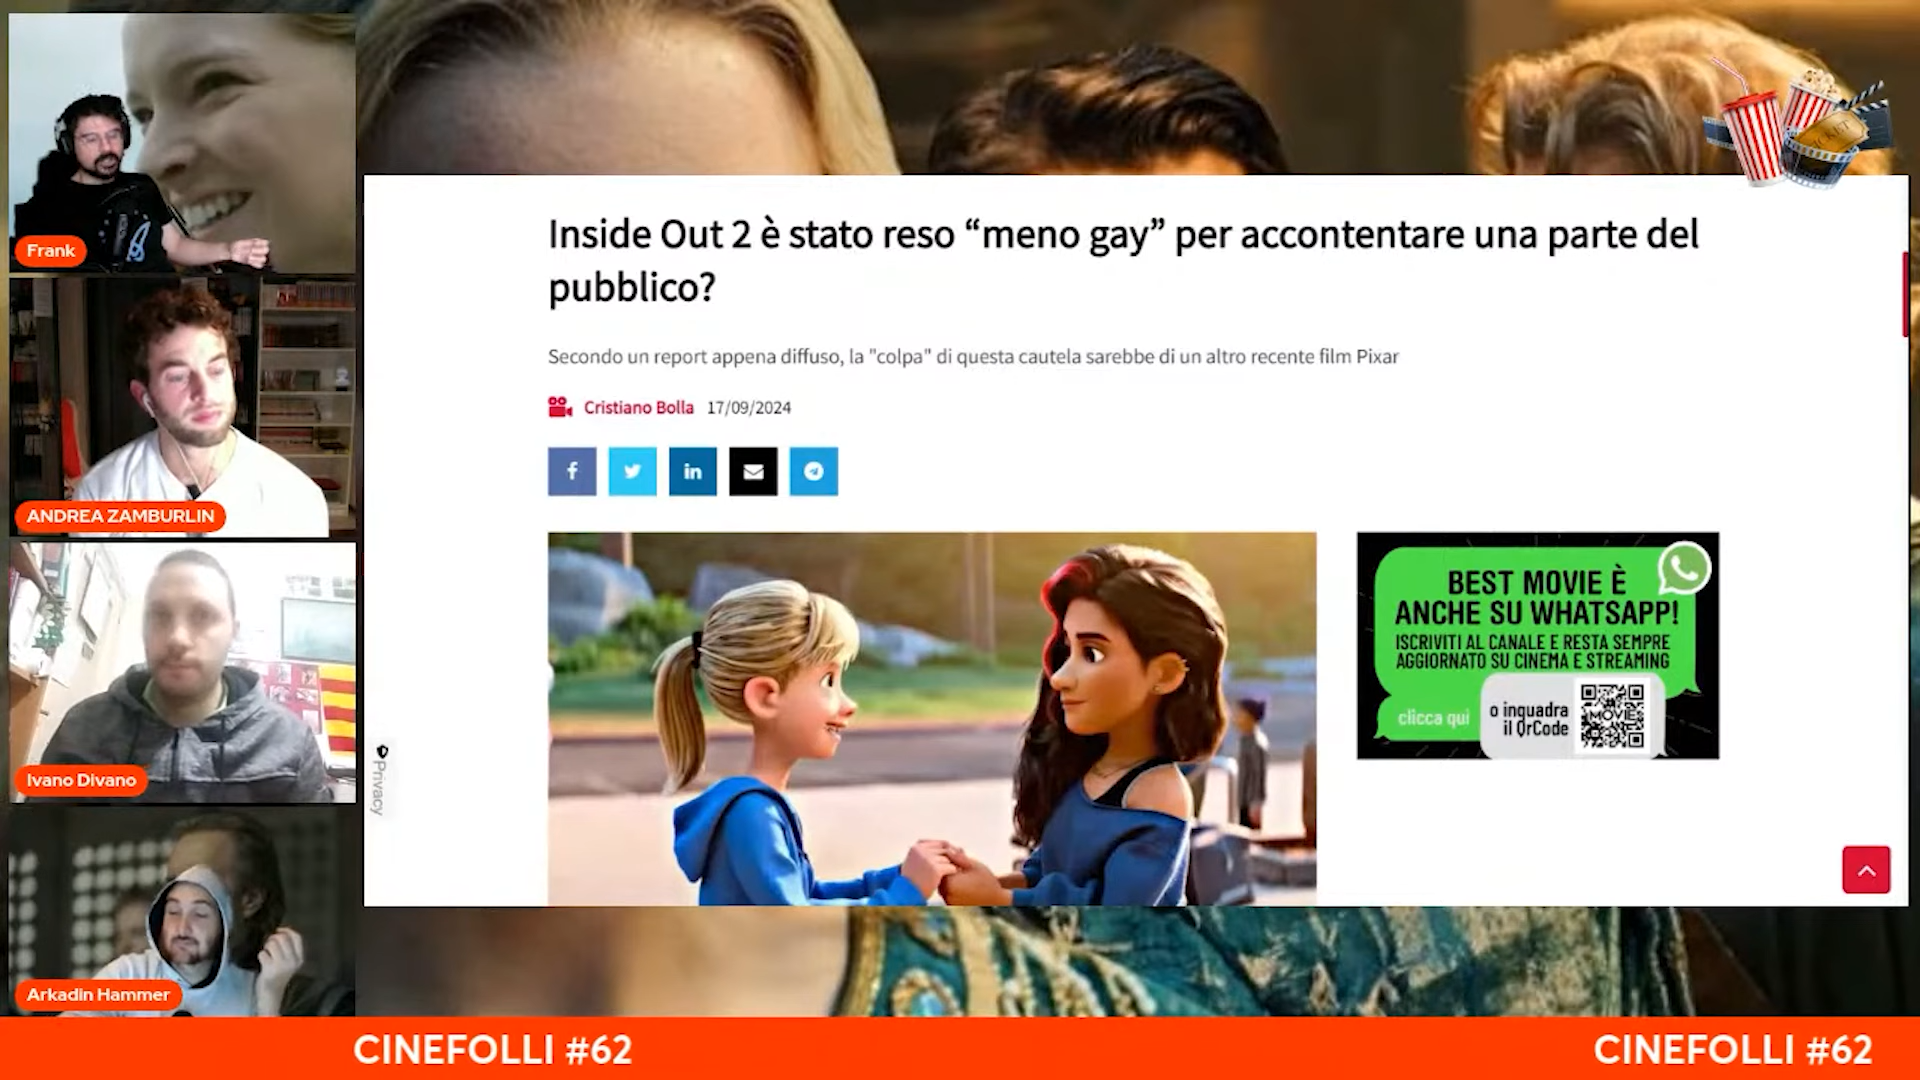 Frank
ANDREA ZAMBURLIN
Ivano Divano
Arkadin Hammer
Inside Out 2 è stato reso “meno gay” per accontentare una parte del
pubblico?
Secondo un report appena diffuso, la "colpa" di questa cautela sarebbe di un altro recente film Pixar
Cristiano Bolla 17/09/2024
f
in
BEST MOVIE È
ANCHE SU WHATSAPP!
ISCRIVITI AL CANALE E RESTA SEMPRE
AGGIORNATO SU CINEMA E STREAMING
clicca qui
o inquadra
il QrCode
MOVIE
Privacy
CINEFOLLI #62
CINEFOLLI #62